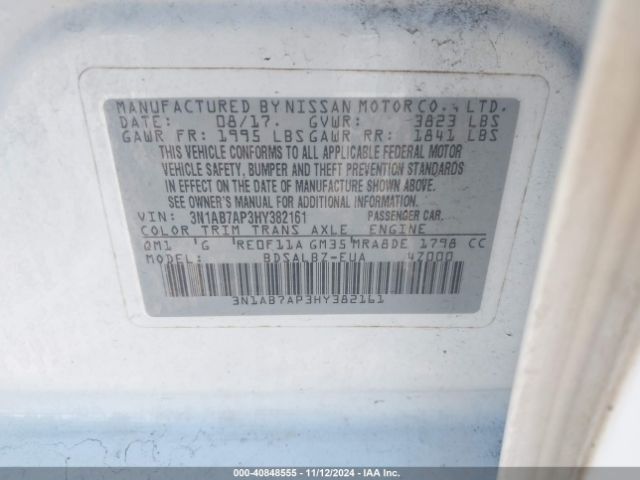 MANUFACTURED BY NISSAN MOTOR CO., LTD.
DATE: 08/17. GVWR: 3823 LBS
GAWR FR: 1995 LBS GAWR RR: 1841 LBS
THIS VEHICLE CONFORMS TO ALL APPLICABLE FEDERAL MOTOR
VEHICLE SAFETY, BUMPER AND THEFT PREVENTION STANDARDS
IN EFFECT ON THE DATE OF MANUFACTURE SHOWN ABOVE.
SEE OWNER'S MANUAL FOR ADDITIONAL INFORMATION.
VIN: 3N1AB7AP3HY382161 PASSENGER CAR.
COLOR TRIM TRANS AXLE ENGINE
QM1 G RE0F11A GM35 MRA8DE 1798 CC
MODEL: BDSALBZ-EUA 4Z000
3N1AB7AP3HY382161
000-40848555 - 11/12/2024 - IAA Inc.